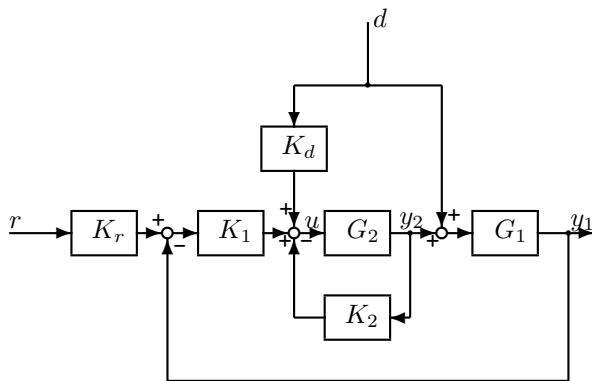 d
K_d
+ +
r K_r + − K_1 + − u G_2 y_2 + G_1 y_1
K_2